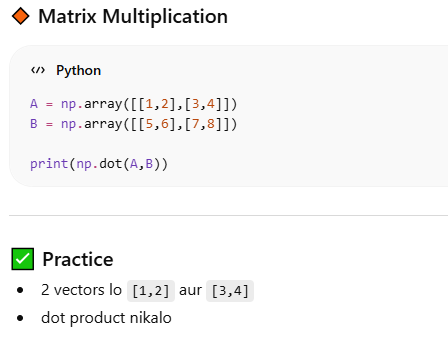 Matrix Multiplication
</> Python
A = np.array([[1,2],[3,4]])
B = np.array([[5,6],[7,8]])
print(np.dot(A,B))
Practice
• 2 vectors lo [1,2] aur [3,4]
• dot product nikalo